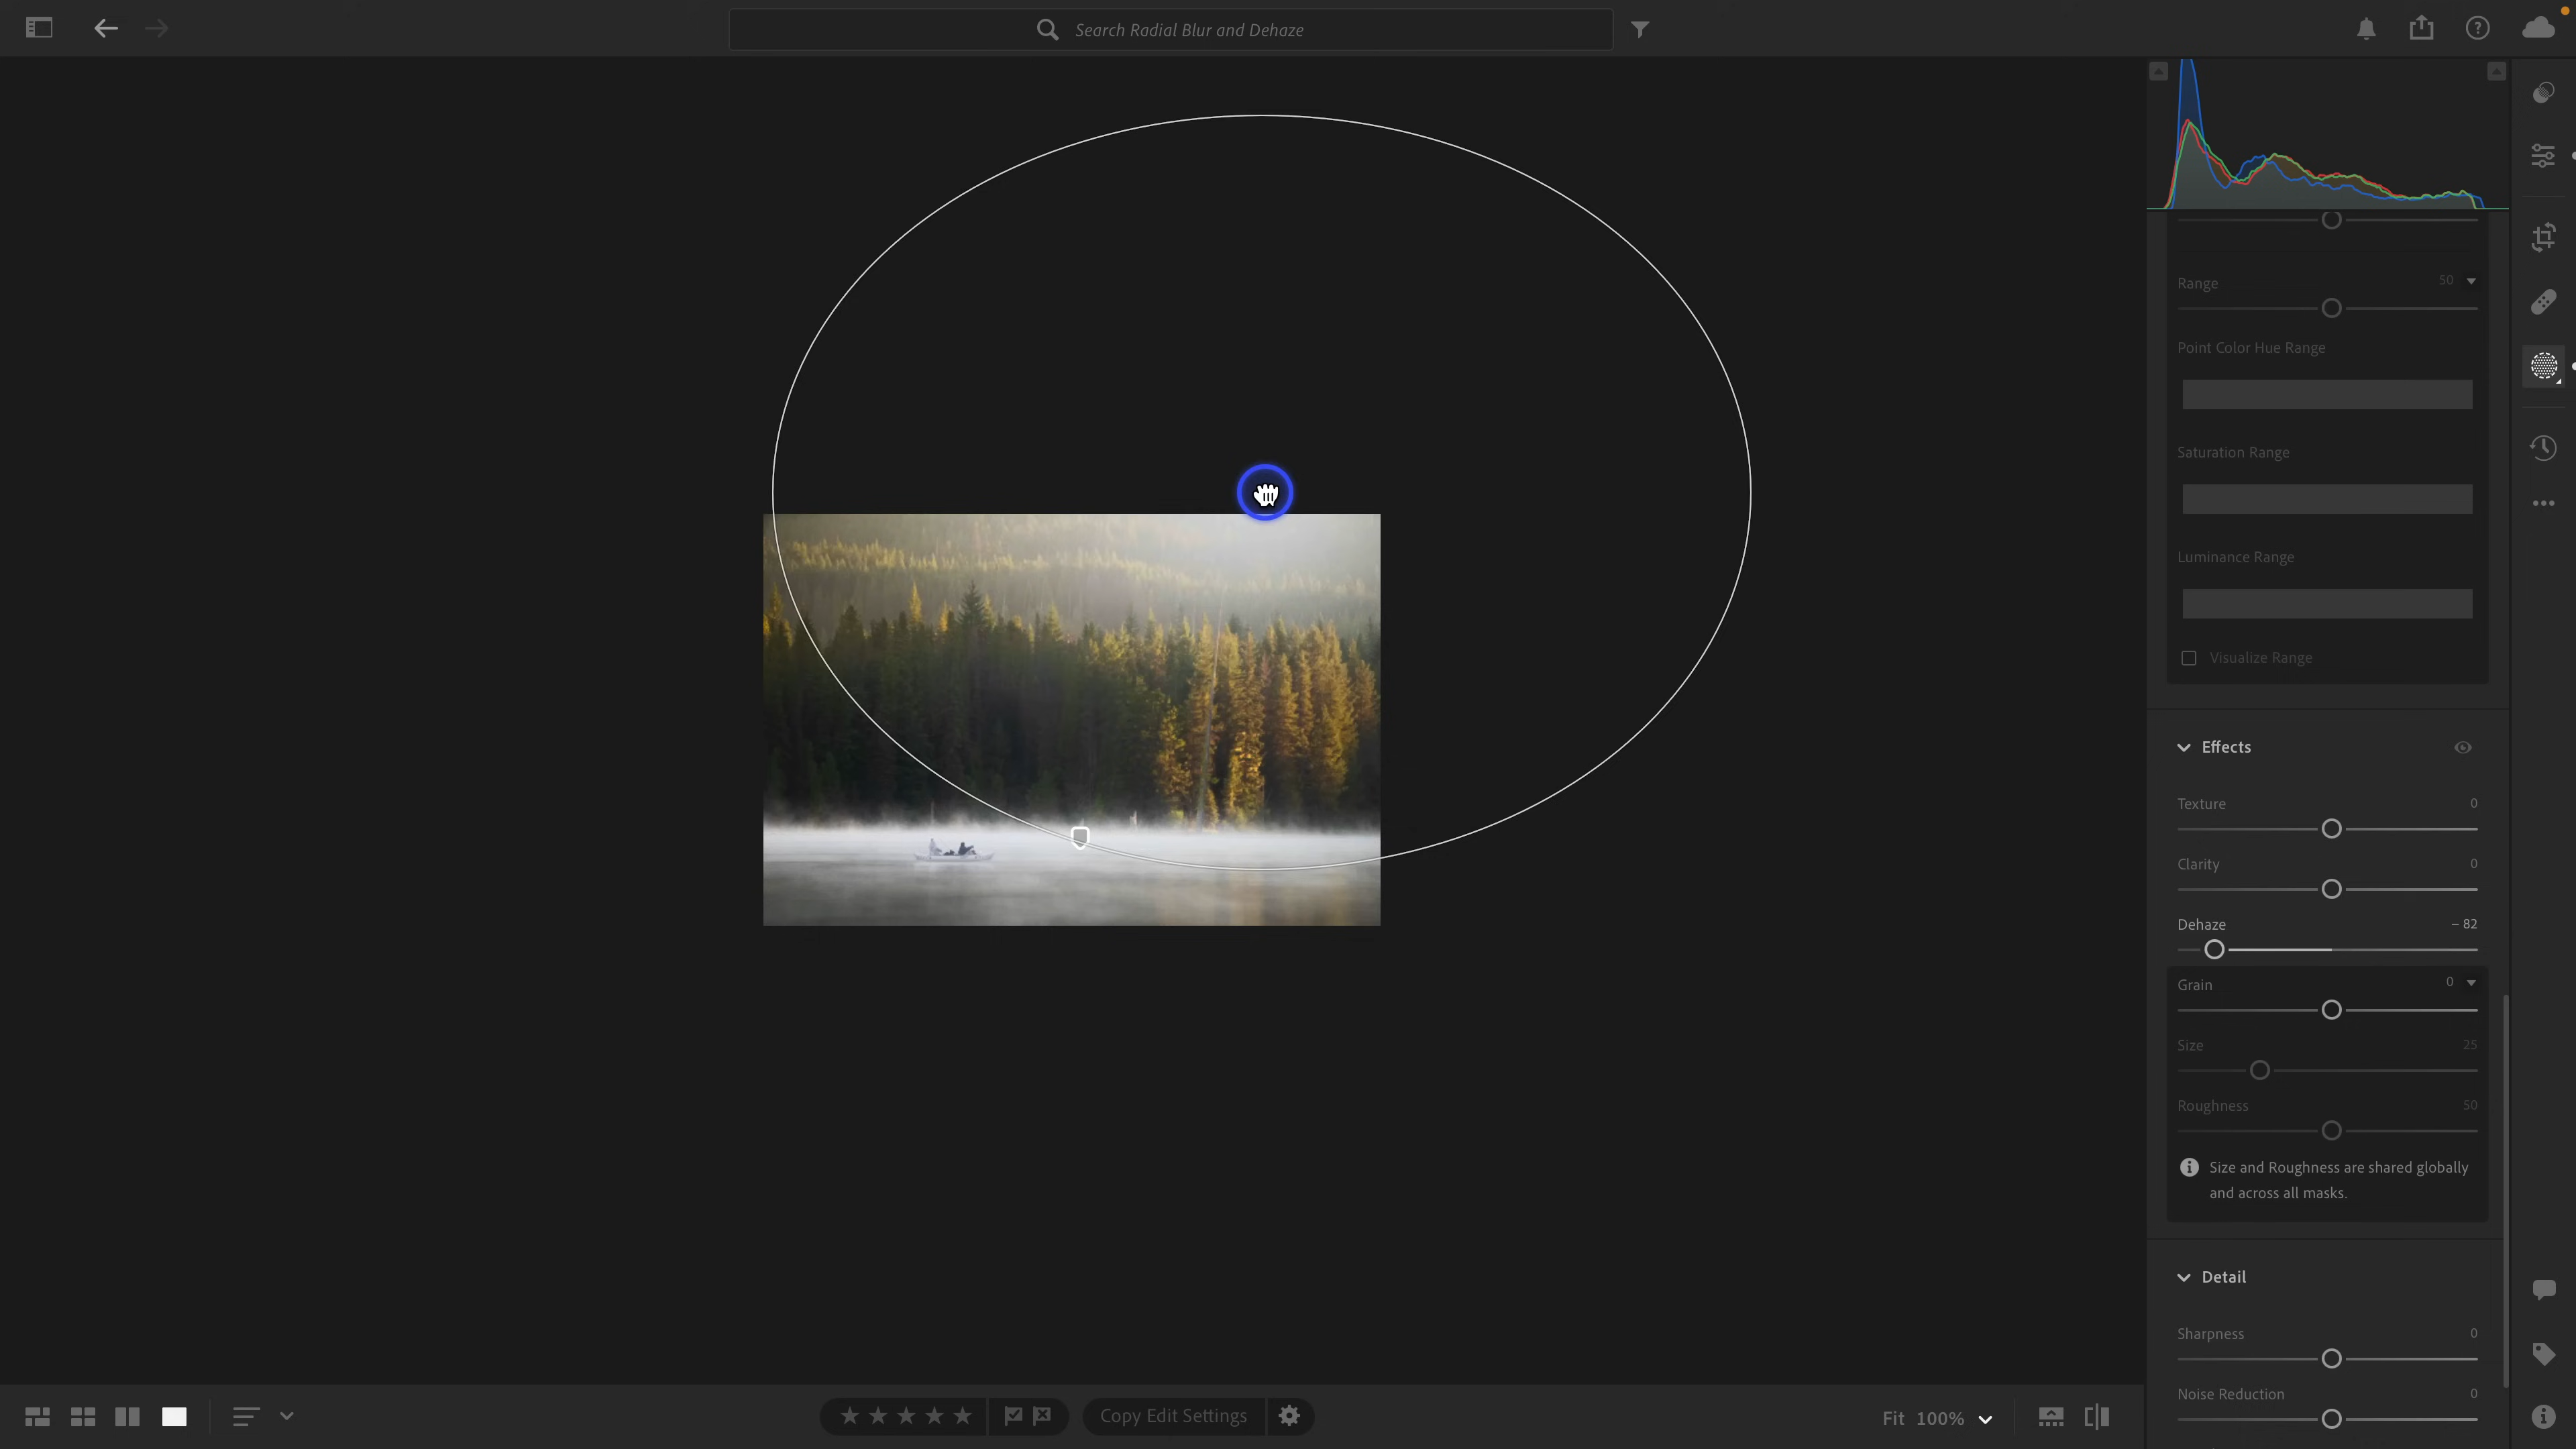 Search Radial Blur and Dehaze
Range 50
Point Color Hue Range
Saturation Range
Luminance Range
Visualize Range
Effects
Texture 0
Clarity 0
Dehaze – 82
Grain 0
Size 25
Roughness 50
Size and Roughness are shared globally
and across all masks.
Detail
Sharpness 0
Noise Reduction 0
Copy Edit Settings
Fit 100%